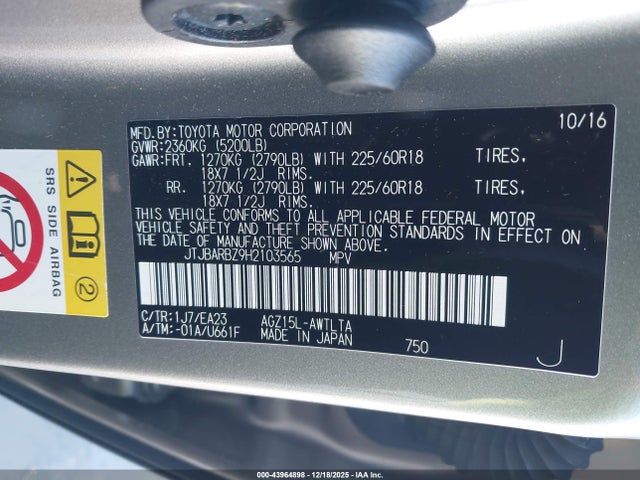 MFD.BY:TOYOTA MOTOR CORPORATION 10/16
GVWR:2360KG (5200LB)
GAWR:FRT. 1270KG (2790LB) WITH 225/60R18 TIRES,
18X7 1/2J RIMS.
RR. 1270KG (2790LB) WITH 225/60R18 TIRES,
18X7 1/2J RIMS.
THIS VEHICLE CONFORMS TO ALL APPLICABLE FEDERAL MOTOR
VEHICLE SAFETY AND THEFT PREVENTION STANDARDS IN EFFECT ON
THE DATE OF MANUFACTURE SHOWN ABOVE.
JTJBARBZ9H2103565 MPV
C/TR:1J7/EA23 AGZ15L-AWTLTA
A/TM:-01A/U661F MADE IN JAPAN 750 J
SRS SIDE AIRBAG
2
000-43964898 - 12/18/2025 - IAA Inc.